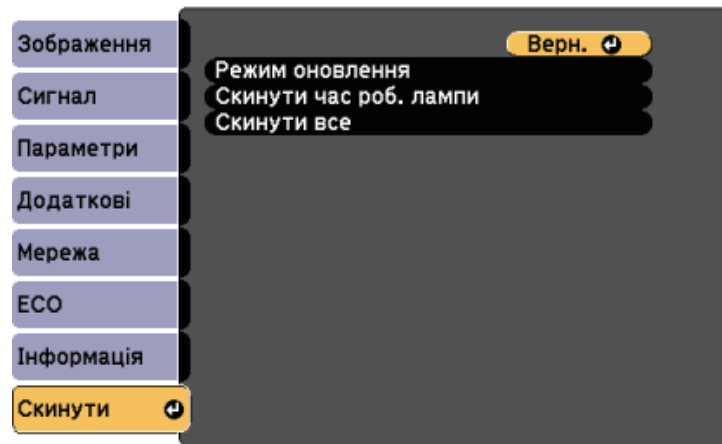 Зображення
Сигнал
Параметри
Додаткові
Мережа
ECO
Інформація
Скинути
Верн.
Режим оновлення
Скинути час роб. лампи
Скинути все